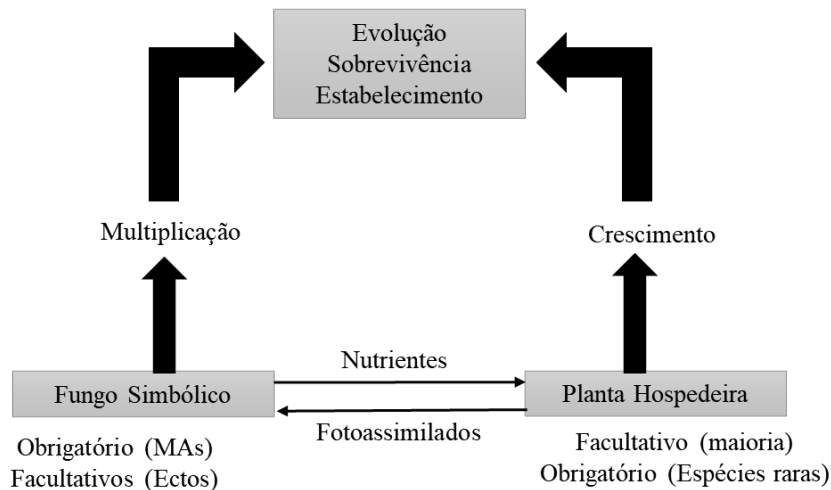 Evolução
Sobrevivência
Estabelecimento
Multiplicação
Crescimento
Nutrientes
Fungo Simbólico
Planta Hospedeira
Fotoassimilados
Obrigatório (MAs)
Facultativos (Ectos)
Facultativo (maioria)
Obrigatório (Espécies raras)